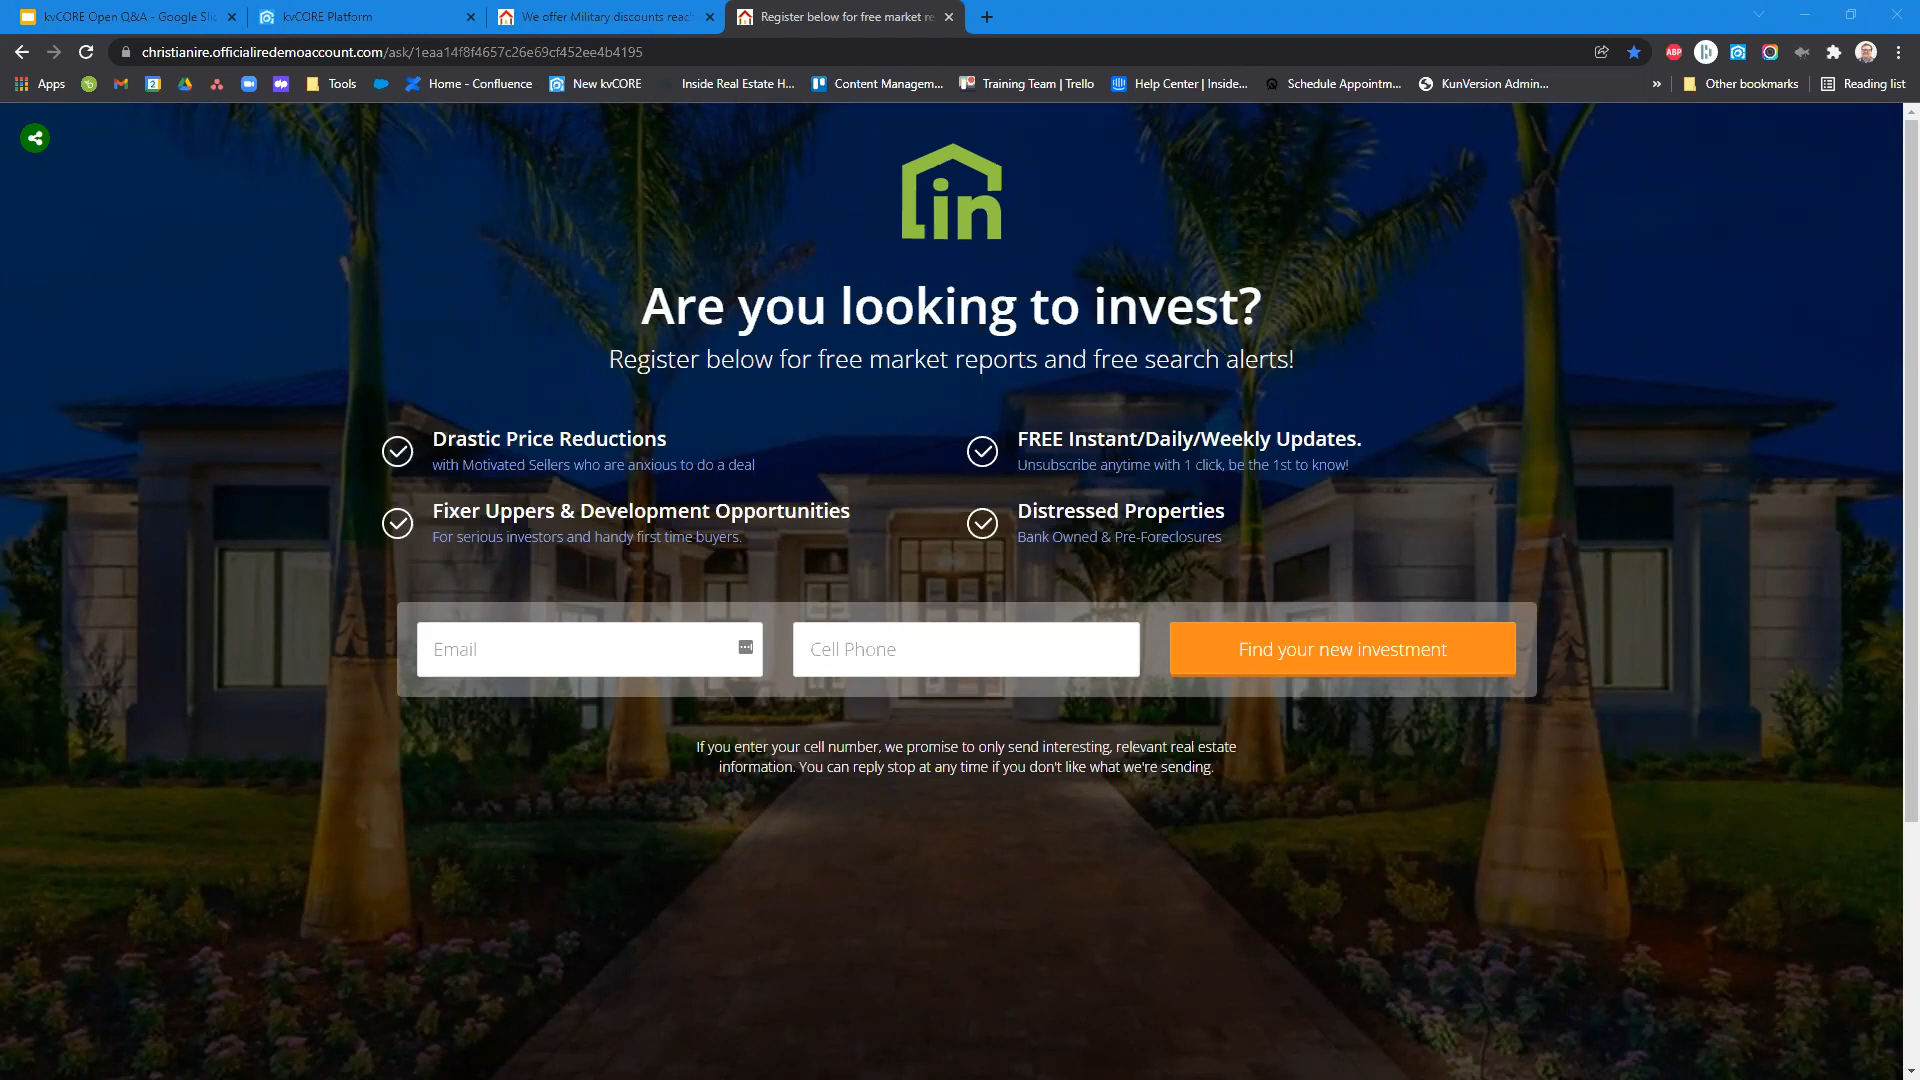 kvCORE Open Q&A - Google Slid
kvCORE Platform
We offer Military discounts reach
Register below for free market re
christianire.officialiredemoaccount.com/ask/1eaa14f8f4657c26e69cf452ee4b4195
ABP
Apps
Tools
Home - Confluence
New kvCORE
Inside Real Estate H...
Content Managem...
Training Team | Trello
Help Center | Inside...
Schedule Appointm...
KunVersion Admin...
»
Other bookmarks
Reading list
in
Are you looking to invest?
Register below for free market reports and free search alerts!
Drastic Price Reductions
with Motivated Sellers who are anxious to do a deal
FREE Instant/Daily/Weekly Updates.
Unsubscribe anytime with 1 click, be the 1st to know!
Fixer Uppers & Development Opportunities
For serious investors and handy first time buyers.
Distressed Properties
Bank Owned & Pre-Foreclosures
Email
Cell Phone
Find your new investment
If you enter your cell number, we promise to only send interesting, relevant real estate
information. You can reply stop at any time if you don't like what we're sending.